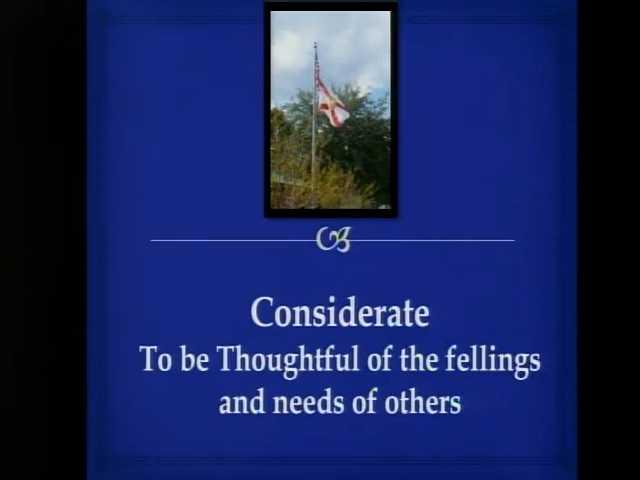 Considerate
To be Thoughtful of the fellings
and needs of others